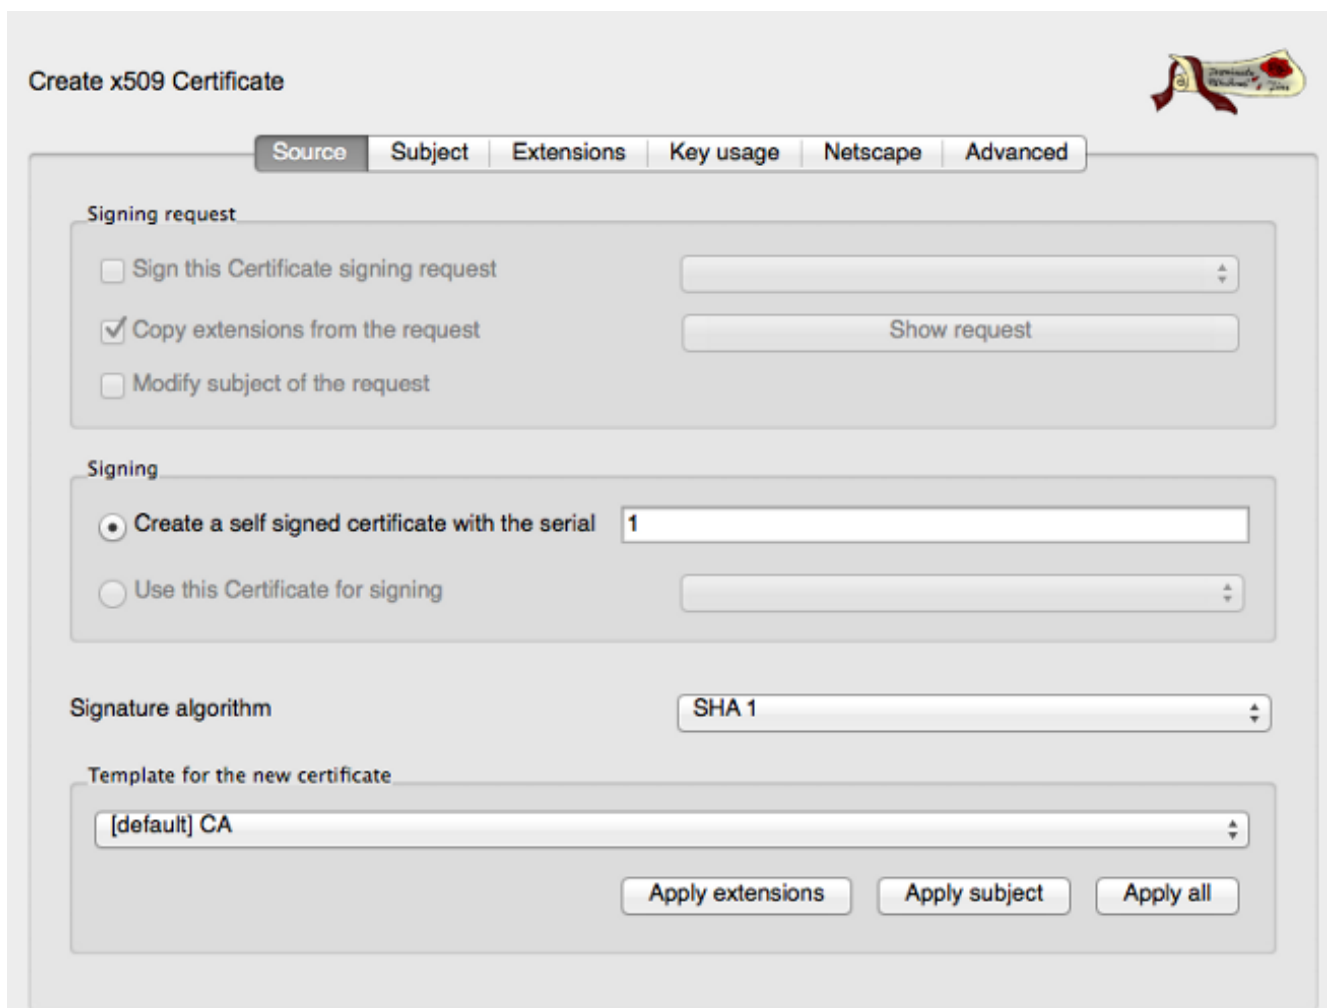 Create x509 Certificate
Source Subject Extensions Key usage Netscape Advanced
Signing request
Sign this Certificate signing request
Copy extensions from the request
Show request
Modify subject of the request
Signing
Create a self signed certificate with the serial 1
Use this Certificate for signing
Signature algorithm SHA 1
Template for the new certificate
[default] CA
Apply extensions Apply subject Apply all